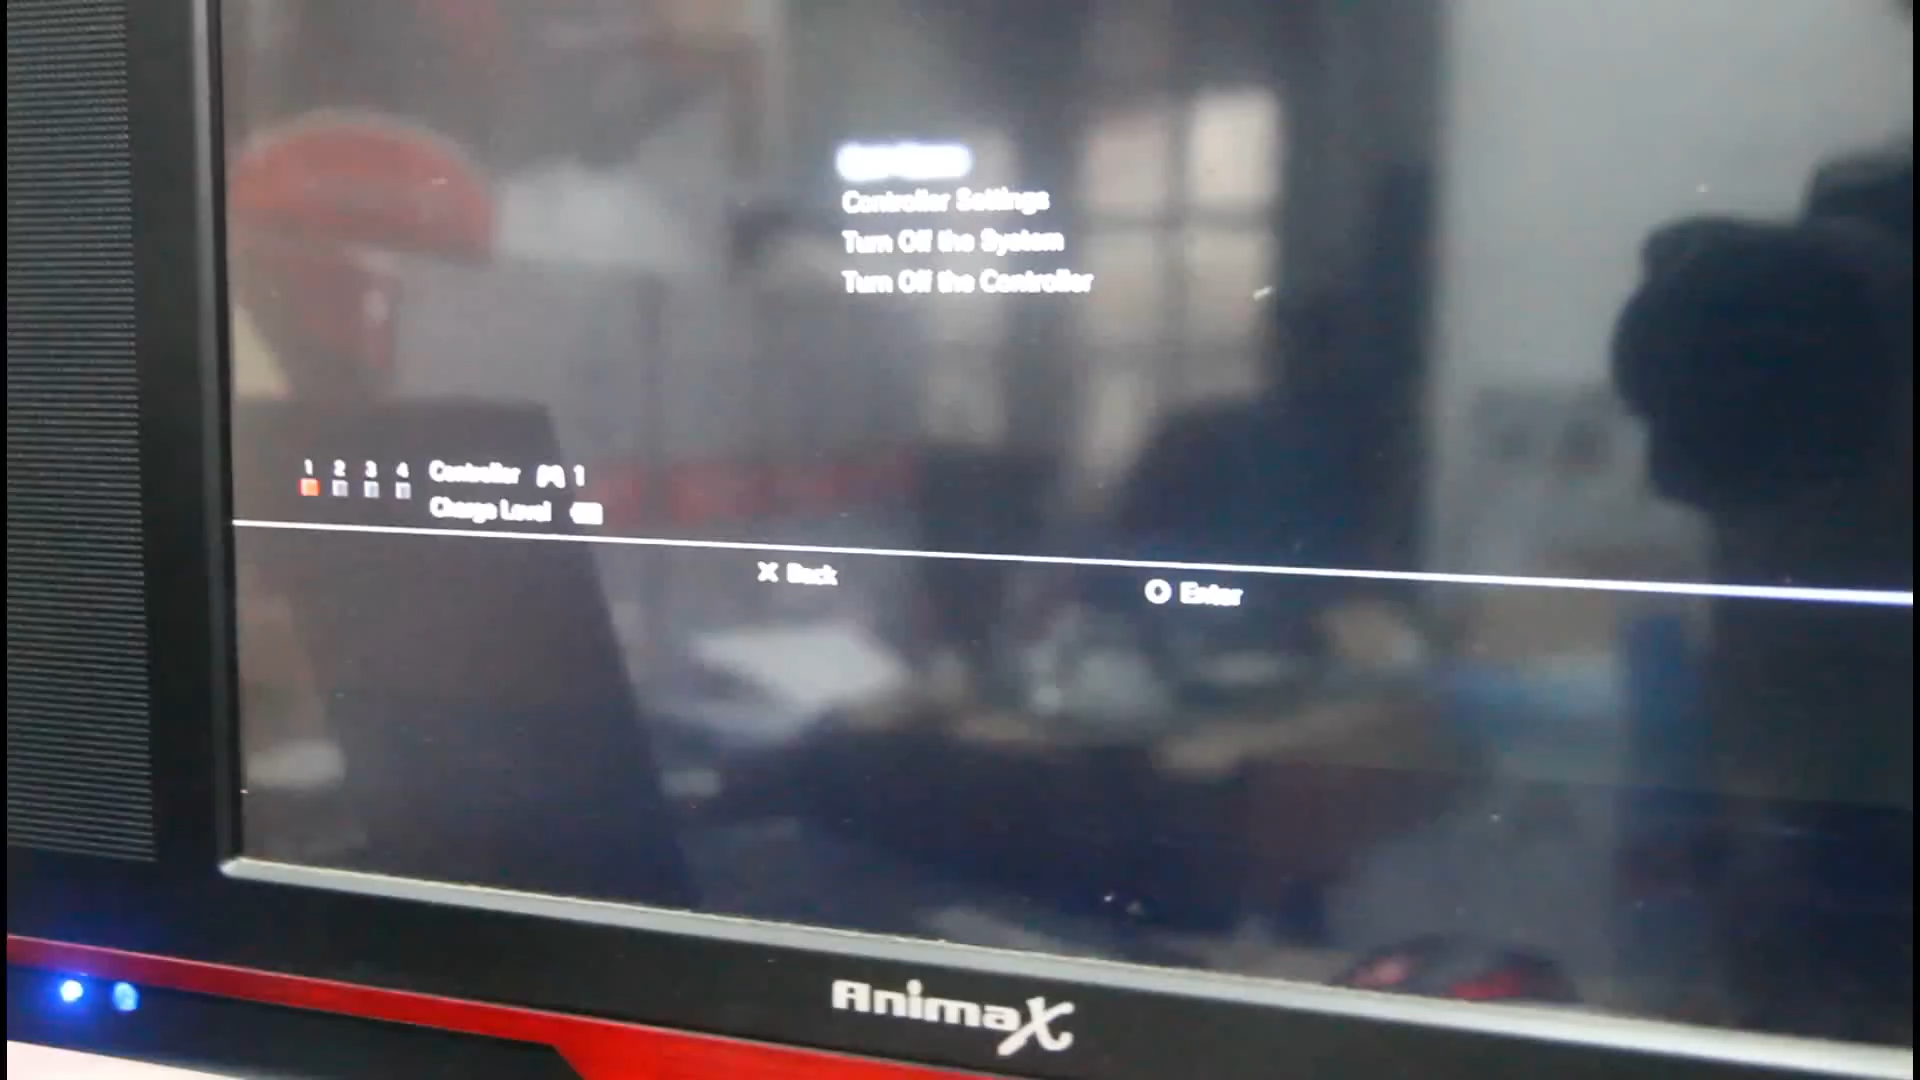 Controller Settings
Turn Off the System
Turn Off the Controller
1 2 3 4 Controller 1
Charge Level
X Back
Enter
AnimaX